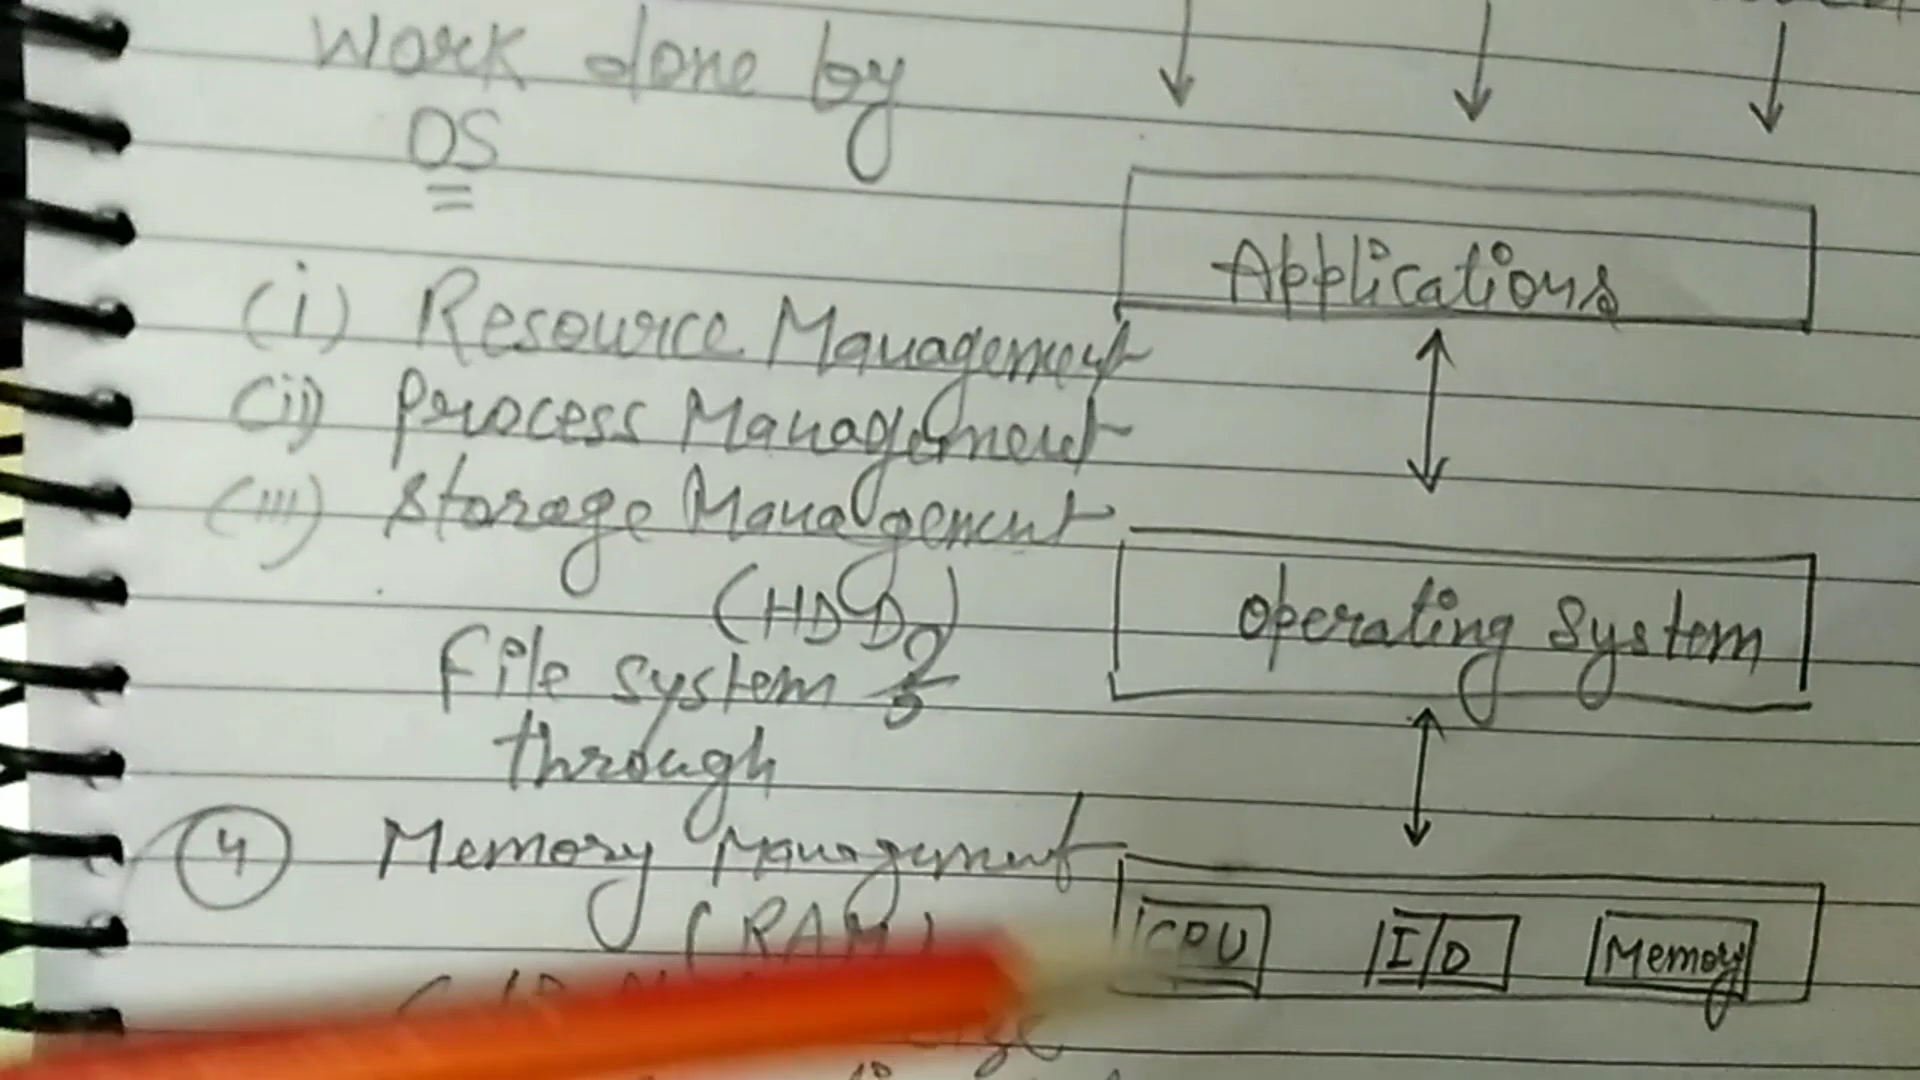 Work done by
OS
(i) Resource Management
(ii) Process Management
(iii) Storage Management
(HDD)
File system
through
4 Memory Management
(RAM)
Applications
Operating System
CPU
I/O
Memory